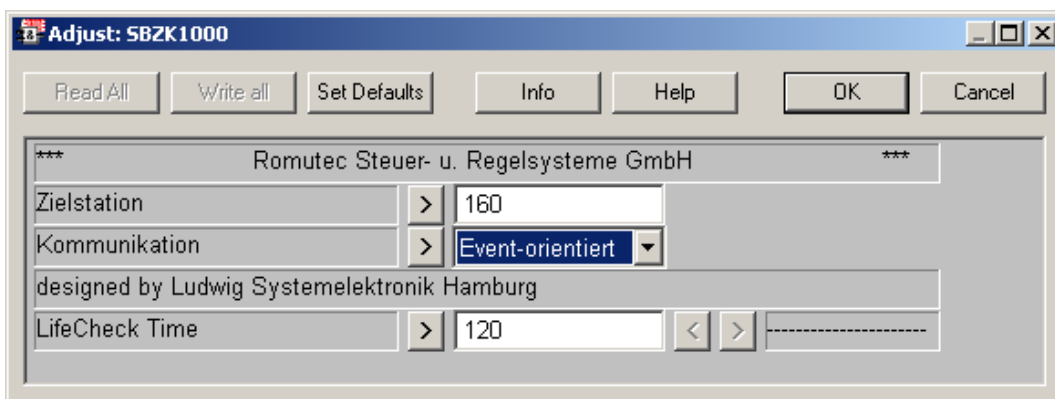 Adjust: SBZK1000
Read All Write all Set Defaults Info Help OK Cancel
*** Romutec Steuer- u. Regelsysteme GmbH ***
Zielstation > 160
Kommunikation > Event-orientiert
designed by Ludwig Systemelektronik Hamburg
LifeCheck Time > 120 < > ----------------------